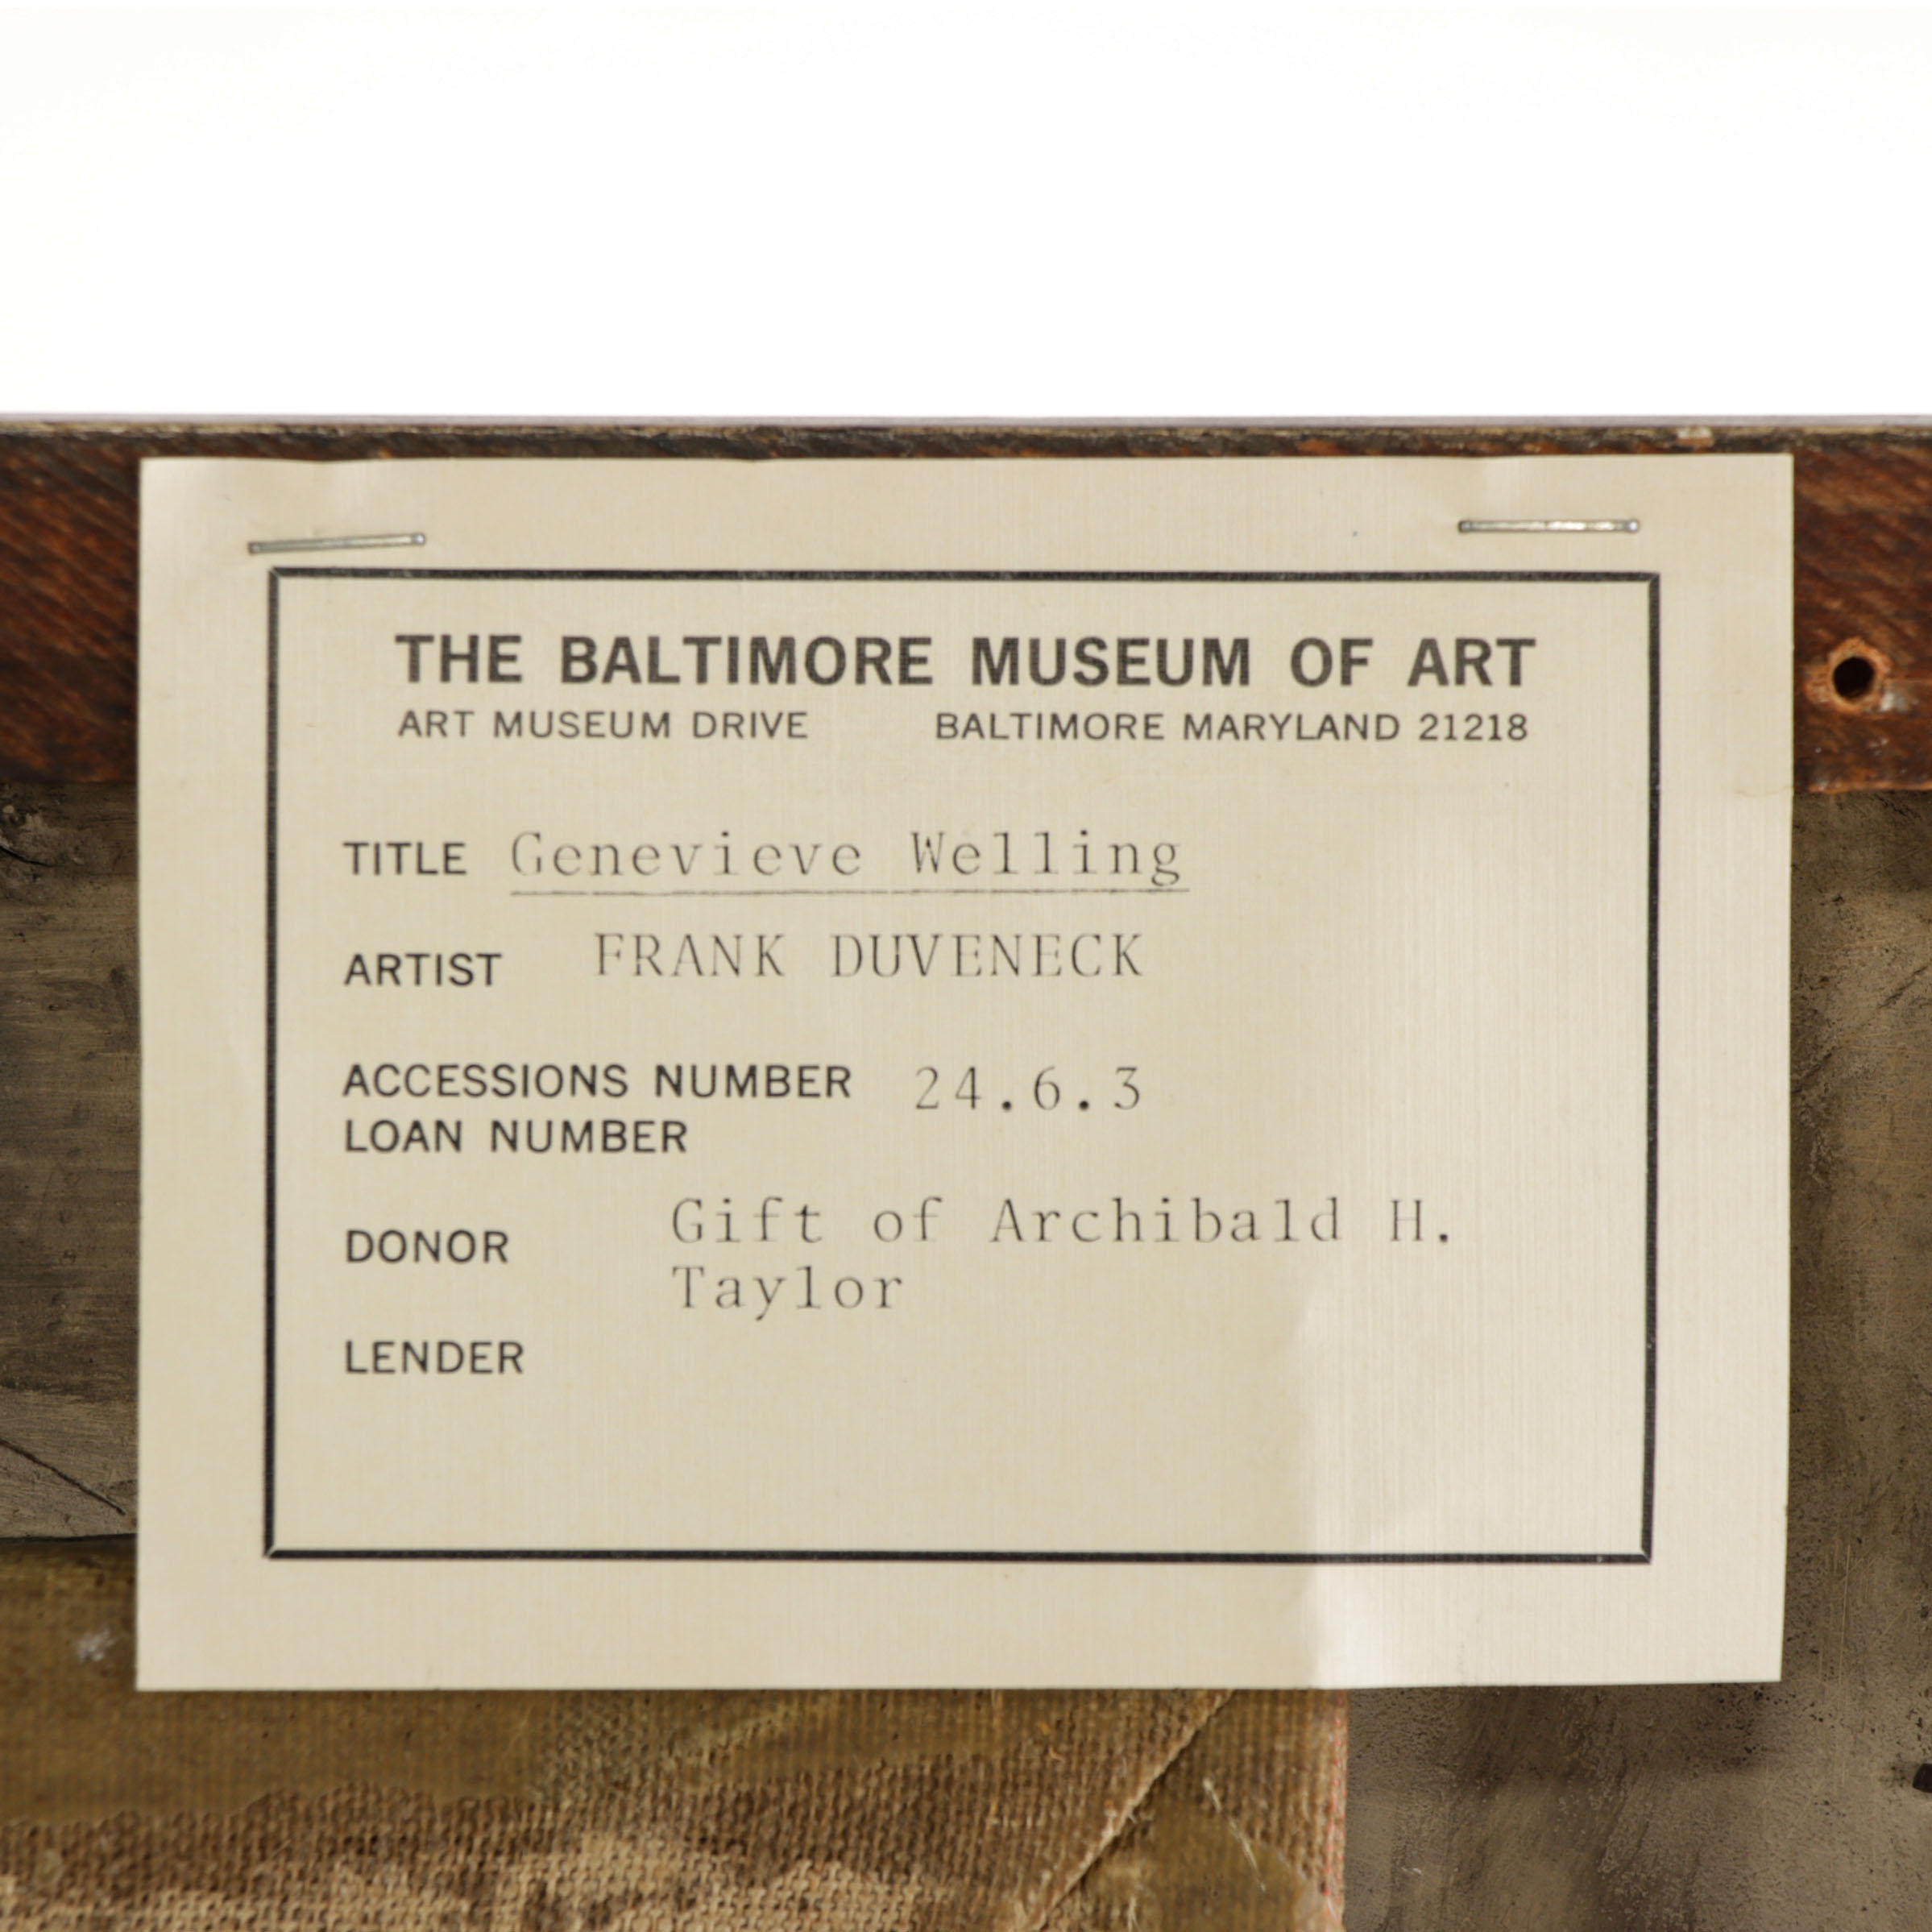 THE BALTIMORE MUSEUM OF ART
ART MUSEUM DRIVE BALTIMORE MARYLAND 21218
TITLE Genevieve Welling
ARTIST FRANK DUVENECK
ACCESSIONS NUMBER 24.6.3
LOAN NUMBER
DONOR Gift of Archibald H.
Taylor
LENDER